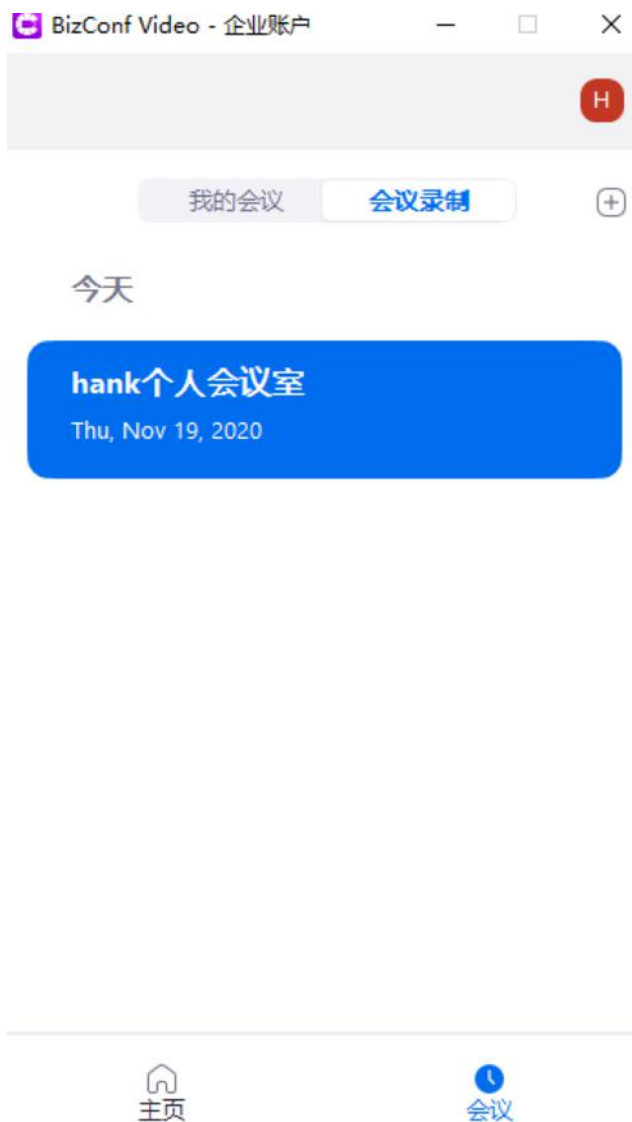 BizConf Video - 企业账户
H
我的会议 会议录制
今天
hank个人会议室
Thu, Nov 19, 2020
主页 会议